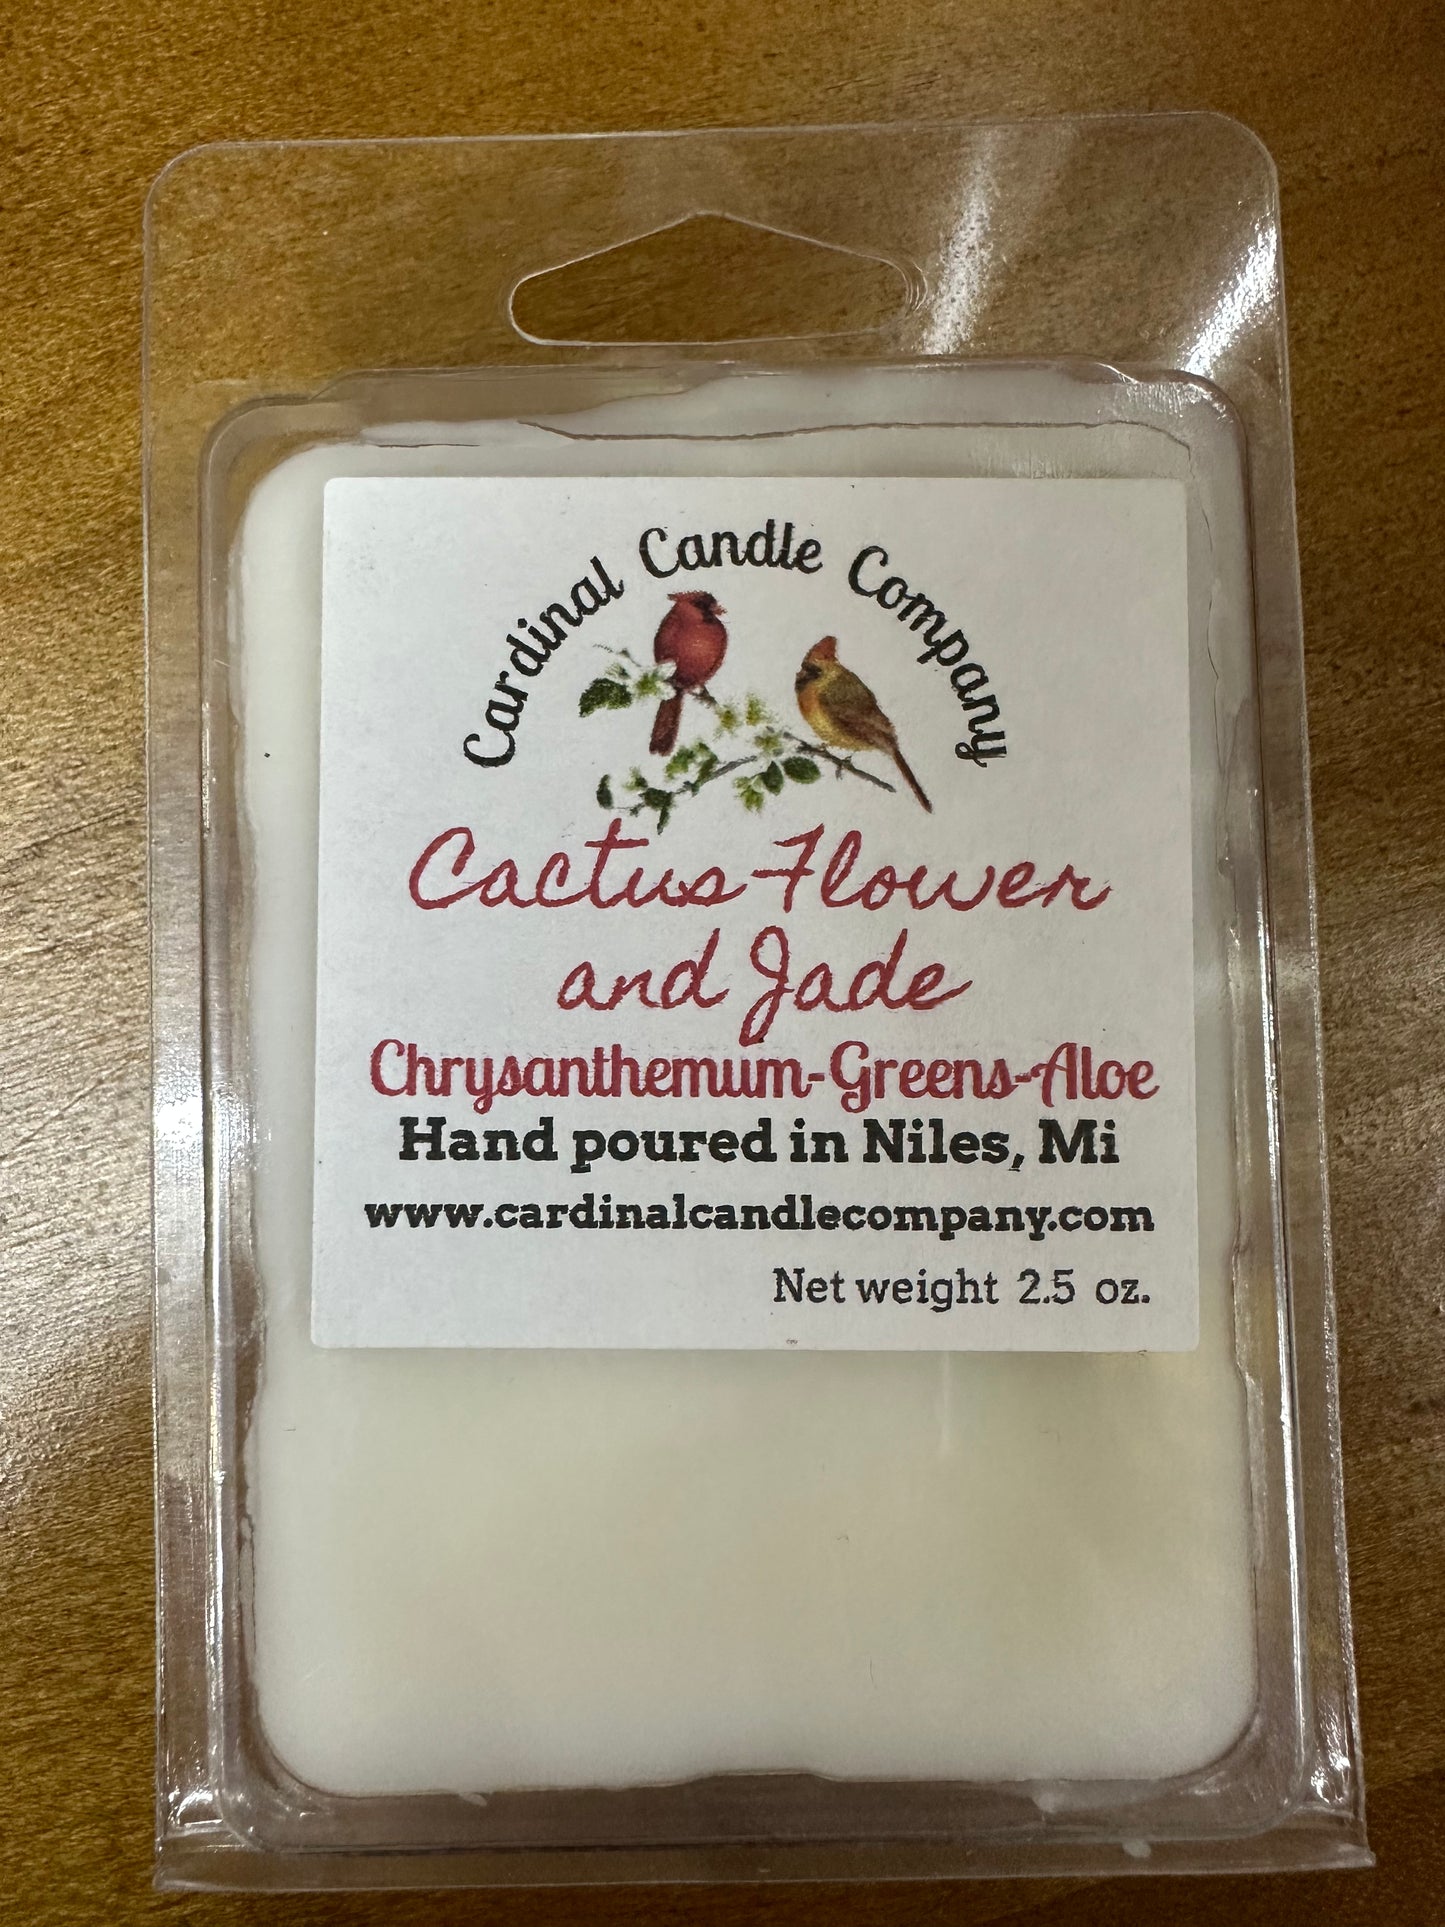 Cardinal Candle Company
Cactus Flower
and Jade
Chrysanthemum-Greens-Aloe
Hand poured in Niles, Mi
www.cardinalcandlecompany.com
Net weight 2.5 oz.